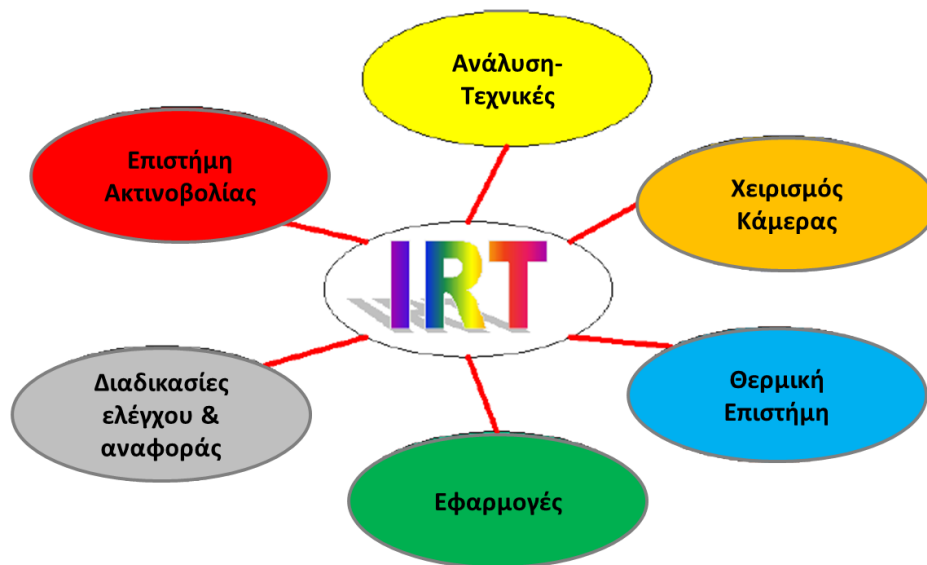 Ανάλυση-
Τεχνικές
Επιστήμη
Ακτινοβολίας
Χειρισμός
Κάμερας
IRT
Διαδικασίες
ελέγχου &
αναφοράς
Θερμική
Επιστήμη
Εφαρμογές